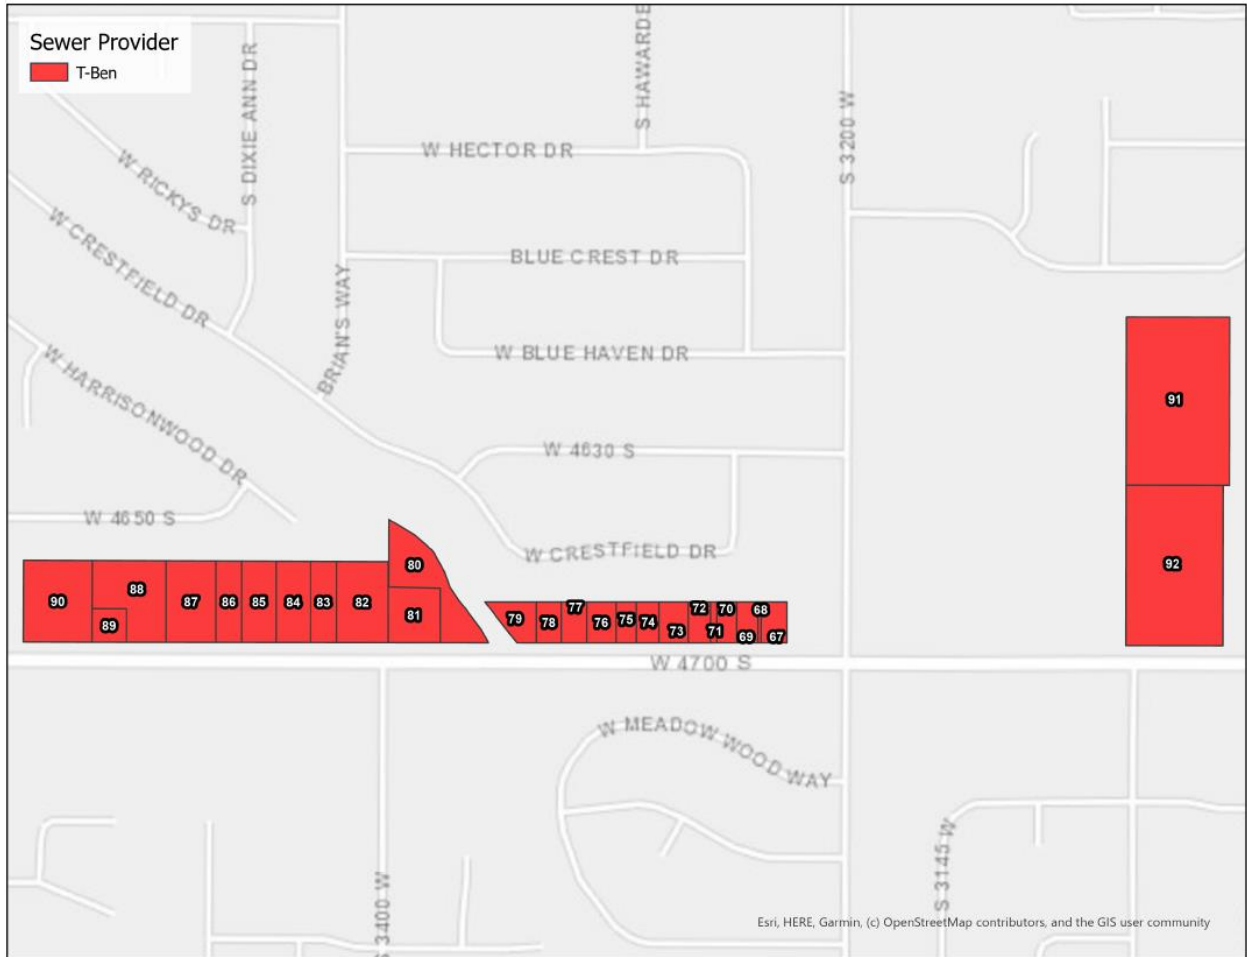 Sewer Provider
T-Ben
S DIXIE ANN DR
S HAWARDE
S 3200 W
W HECTOR DR
W RICKYS DR
W CRESTFIELD DR
BLUE CREST DR
BRIAN'S WAY
W BLUE HAVEN DR
W HARRISONWOOD DR
91
W 4630 S
W 4650 S
W CRESTFIELD DR
80
92
90
88
87
86
85
84
83
82
81
89
79
78
77
76
75
74
73
72
71
70
69
68
67
W 4700 S
W MEADOW WOOD WAY
S 3145 W
S 3400 W
Esri, HERE, Garmin, (c) OpenStreetMap contributors, and the GIS user community